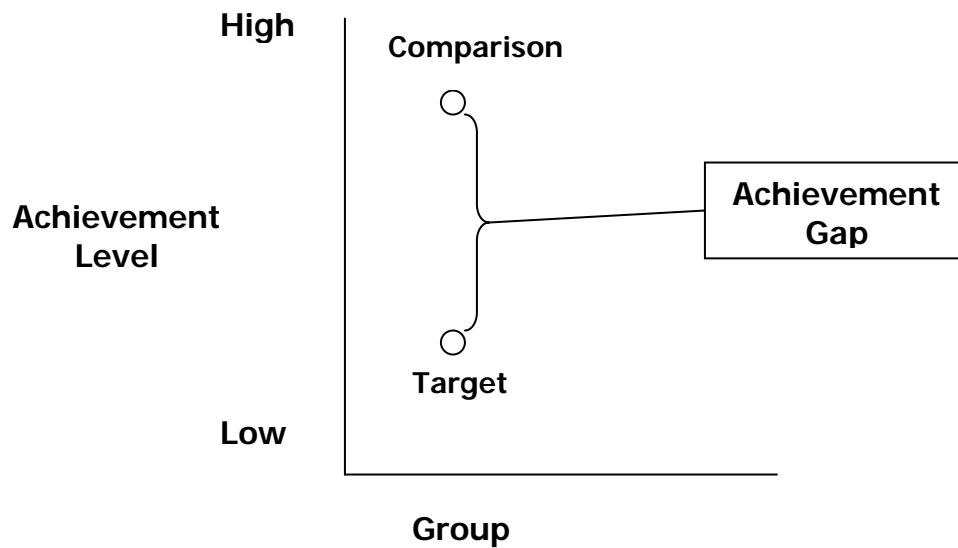 High
Comparison
Achievement
Level
Achievement
Gap
Target
Low
Group